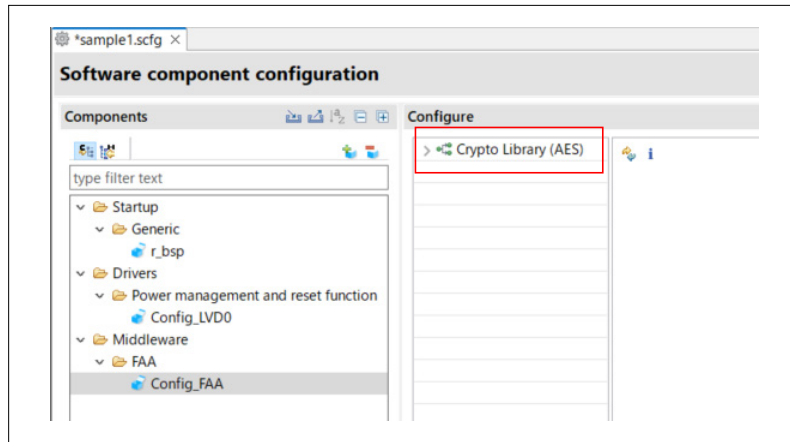 *sample1.scfg
Software component configuration
Components
Configure
type filter text
Startup
Generic
r_bsp
Drivers
Power management and reset function
Config_LVD0
Middleware
FAA
Config_FAA
Crypto Library (AES)